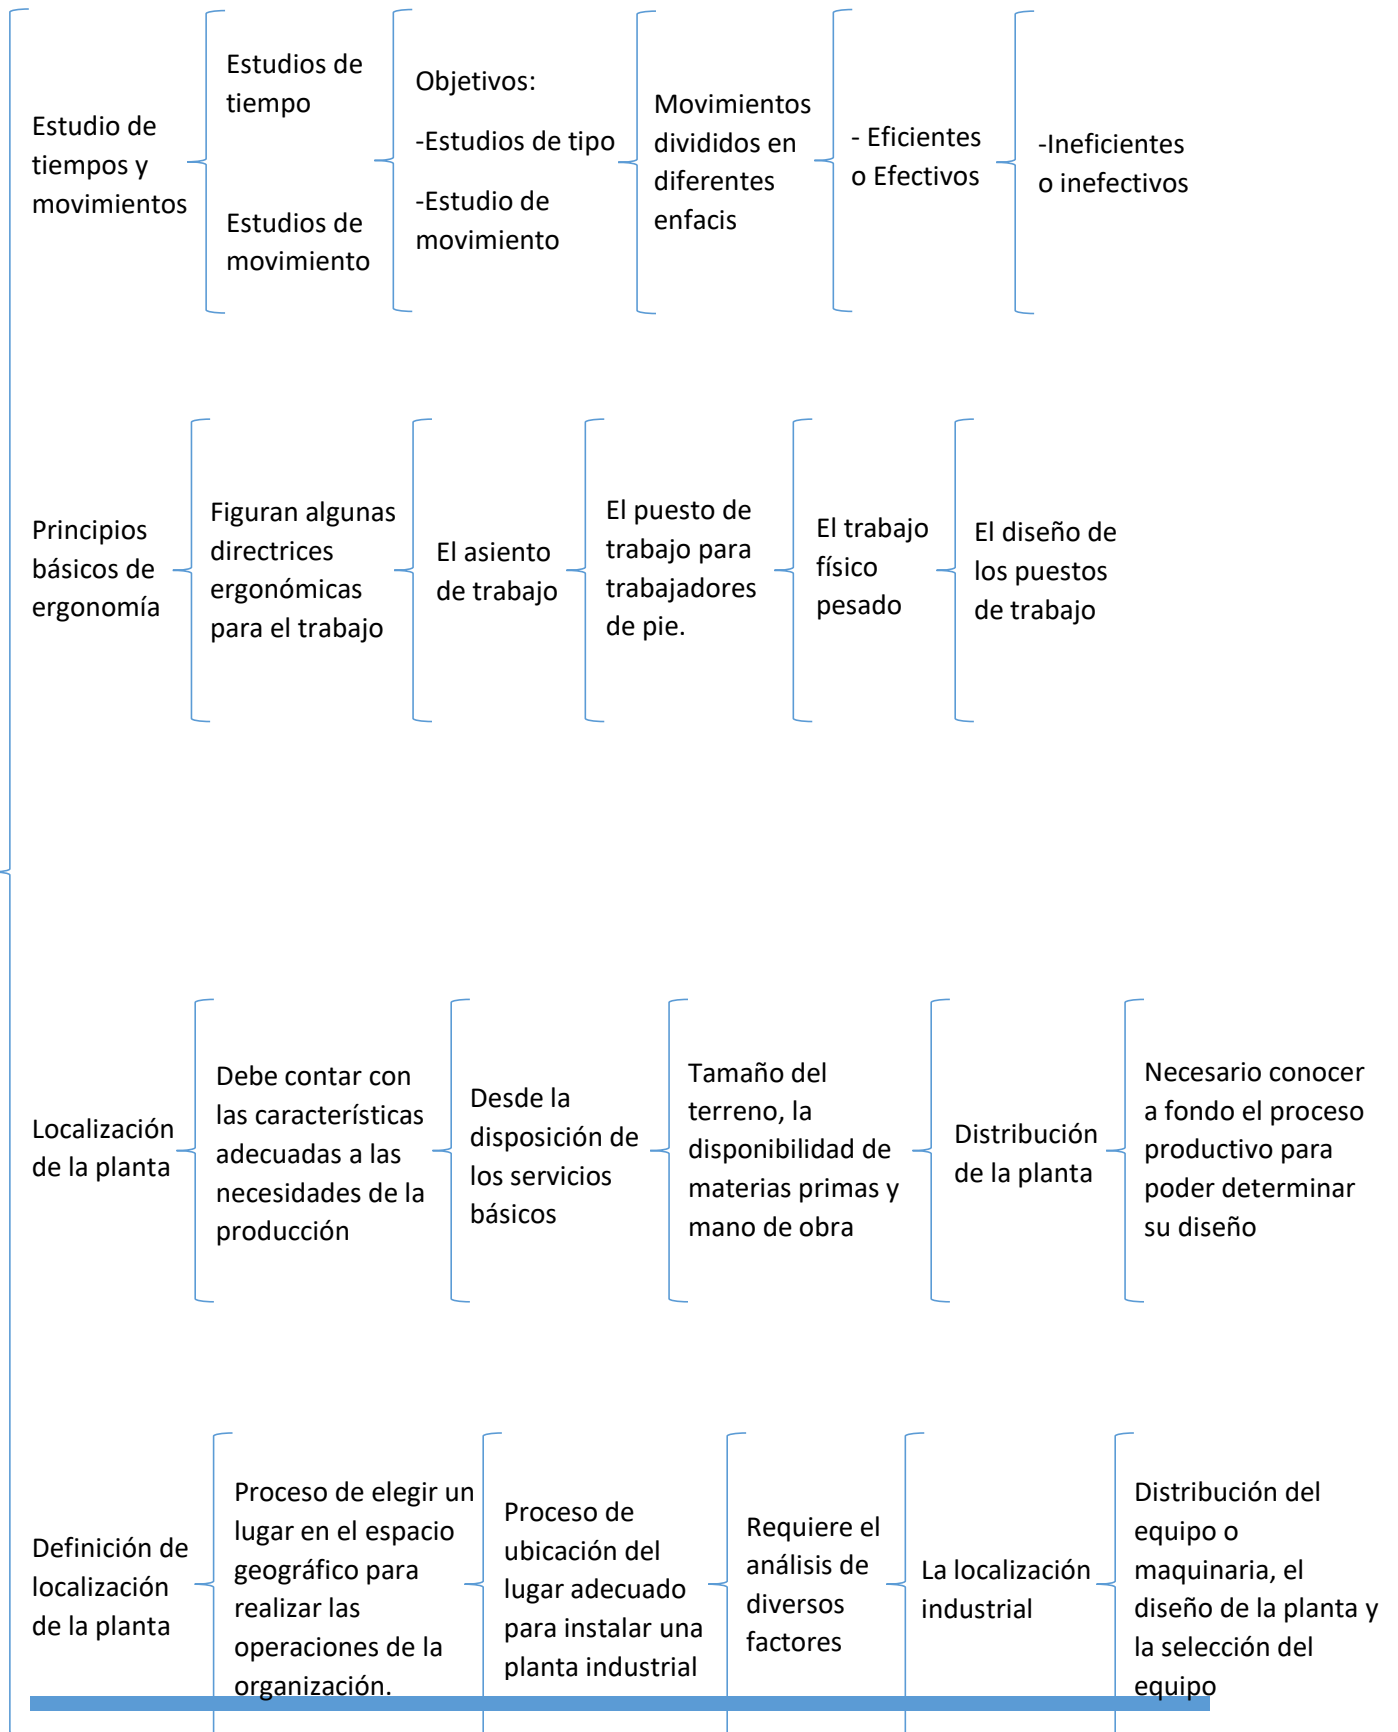 Estudio de
tiempos y
movimientos
Estudios de
tiempo
Estudios de
movimiento
Objetivos:
-Estudios de tipo
-Estudio de
movimiento
Movimientos
divididos en
diferentes
enfacis
- Eficientes
o Efectivos
-Ineficientes
o inefectivos
Principios
básicos de
ergonomía
Figuran algunas
directrices
ergonómicas
para el trabajo
El asiento
de trabajo
El puesto de
trabajo para
trabajadores
de pie.
El trabajo
físico
pesado
El diseño de
los puestos
de trabajo
Localización
de la planta
Debe contar con
las características
adecuadas a las
necesidades de la
producción
Desde la
disposición de
los servicios
básicos
Tamaño del
terreno, la
disponibilidad de
materias primas y
mano de obra
Distribución
de la planta
Necesario conocer
a fondo el proceso
productivo para
poder determinar
su diseño
Definición de
localización
de la planta
Proceso de elegir un
lugar en el espacio
geográfico para
realizar las
operaciones de la
organización.
Proceso de
ubicación del
lugar adecuado
para instalar una
planta industrial
Requiere el
análisis de
diversos
factores
La localización
industrial
Distribución del
equipo o
maquinaria, el
diseño de la planta y
la selección del
equipo